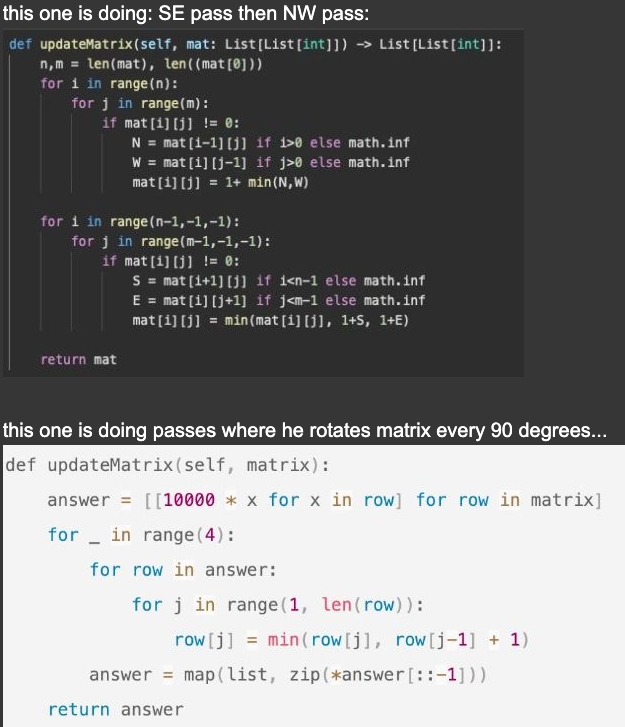 this one is doing: SE pass then NW pass:
def updateMatrix(self, mat: List[List[int]]) -> List[List[int]]:
    n,m = len(mat), len((mat[0]))
    for i in range(n):
        for j in range(m):
            if mat[i][j] != 0:
                N = mat[i-1][j] if i>0 else math.inf
                W = mat[i][j-1] if j>0 else math.inf
                mat[i][j] = 1+ min(N,W)
    for i in range(n-1,-1,-1):
        for j in range(m-1,-1,-1):
            if mat[i][j] != 0:
                S = mat[i+1][j] if i<n-1 else math.inf
                E = mat[i][j+1] if j<m-1 else math.inf
                mat[i][j] = min(mat[i][j], 1+S, 1+E)
    return mat
this one is doing passes where he rotates matrix every 90 degrees...
def updateMatrix(self, matrix):
    answer = [[10000 * x for x in row] for row in matrix]
    for _ in range(4):
        for row in answer:
            for j in range(1, len(row)):
                row[j] = min(row[j], row[j-1] + 1)
        answer = map(list, zip(*answer[::-1]))
    return answer